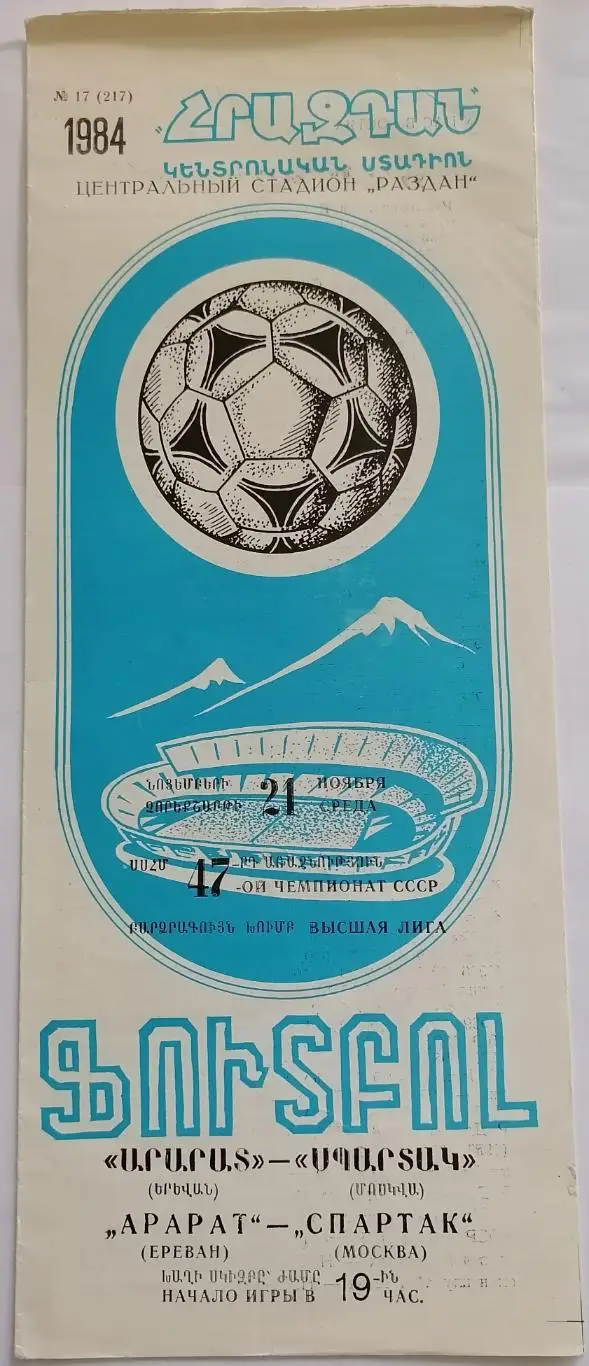 № 17 (217)
1984
"ՀՐԱԶԴԱՆ"
ԿԵՆՏՐՈՆԱԿԱՆ ՍՏԱԴԻՈՆ
ЦЕНТРАЛЬНЫЙ СТАДИОН „РАЗДАН“
ՆՈՅԵՄԲԵՐԻ 21 НОЯБРЯ
ՉՈՐԵՔՇԱԲԹԻ СРЕДА
ՍՍՀՄ 47 -ՐԴ ԱՌԱՋՆՈՒԹՅՈՒՆ
-ОЙ ЧЕМПИОНАТ СССР
ԲԱՐՁՐԱԳՈՒՅՆ ԽՈՒՄԲ ВЫСШАЯ ЛИГА
ՖՈՒՏԲՈԼ
«ԱՐԱՐԱՏ»—«ՍՊԱՐՏԱԿ»
(ԵՐԵՎԱՆ) (ՄՈՍԿՎԱ)
„АРАРАТ“—„СПАРТАК“
(ЕРЕВАН) (МОСКВА)
ԽԱՂԻ ՍԿԻԶԲԸ՝ ԺԱՄԸ 19 -ԻՆ
НАЧАЛО ИГРЫ В ЧАС.